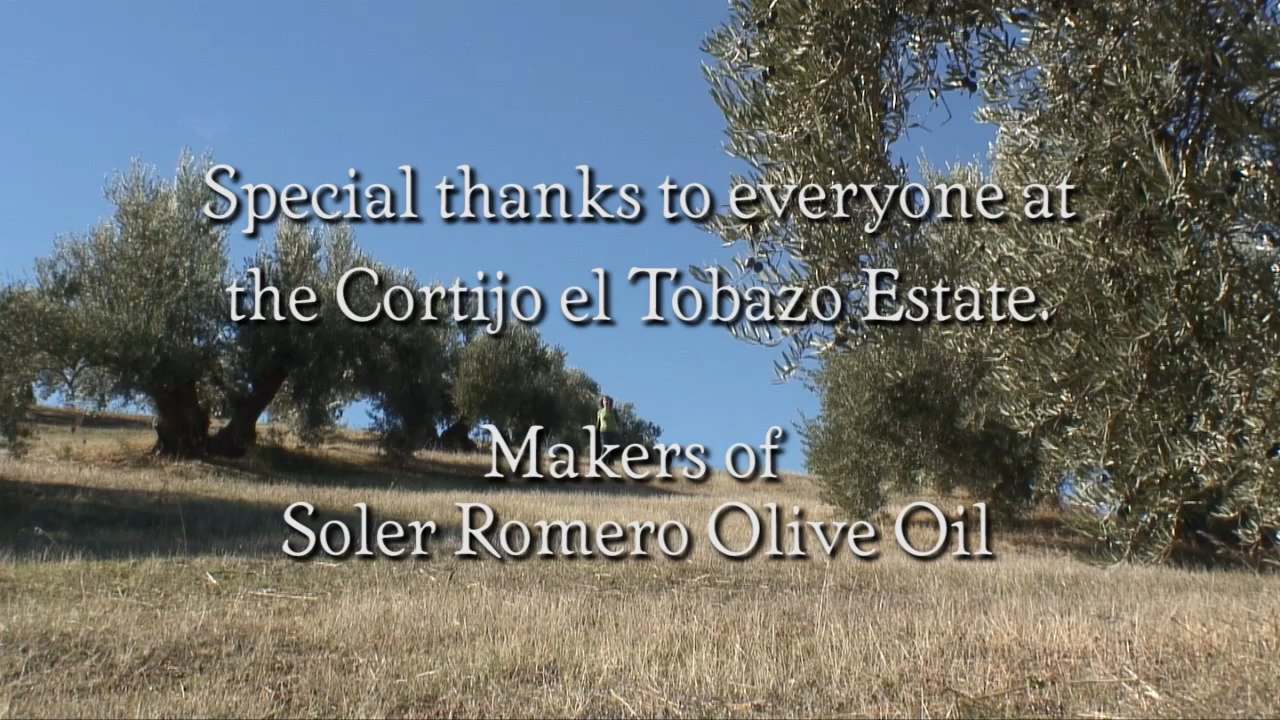 Special thanks to everyone at
the Cortijo el Tobazo Estate.
Makers of
Soler Romero Olive Oil